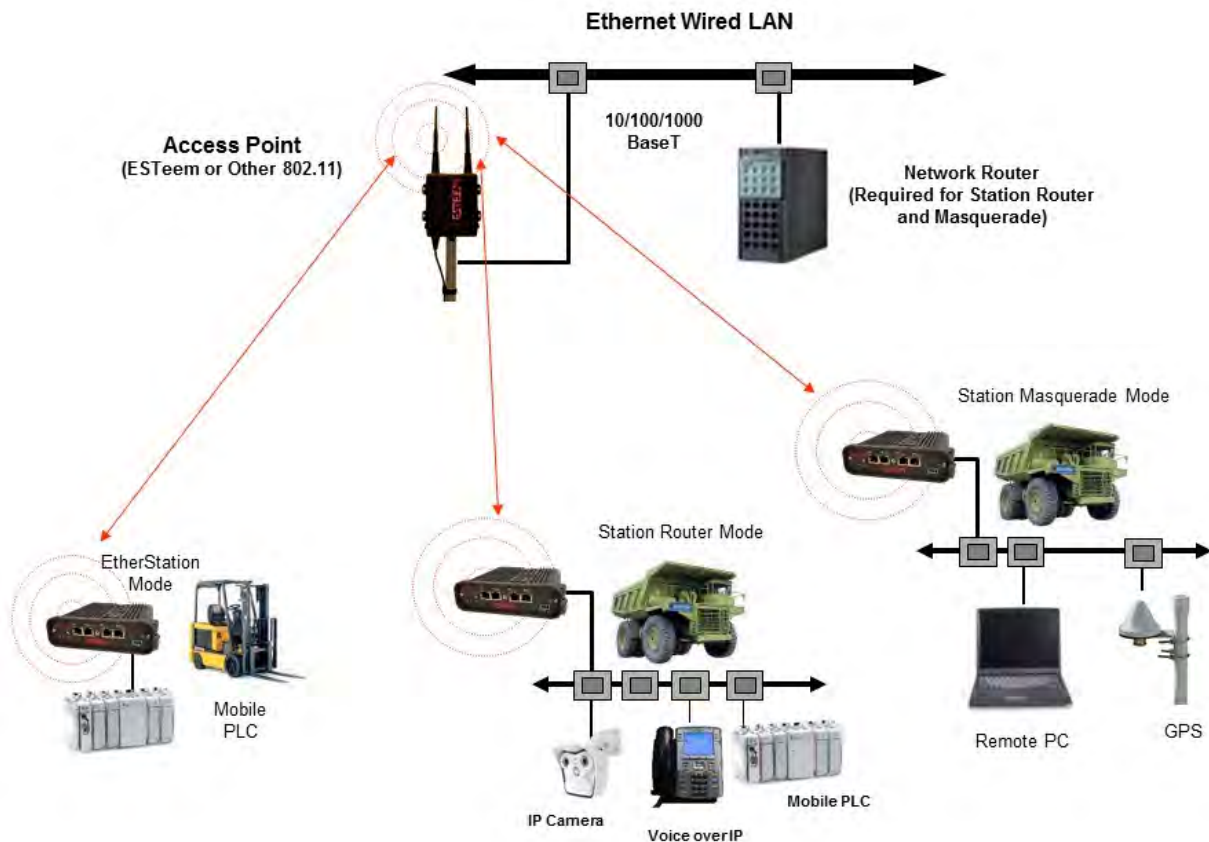 Ethernet Wired LAN
10/100/1000
BaseT
Access Point
(ESTeem or Other 802.11)
ESTEEM
Network Router
(Required for Station Router
and Masquerade)
Station Masquerade Mode
Station Router Mode
EtherStation
Mode
Mobile
PLC
Remote PC
GPS
IP Camera
Voice over IP
Mobile PLC